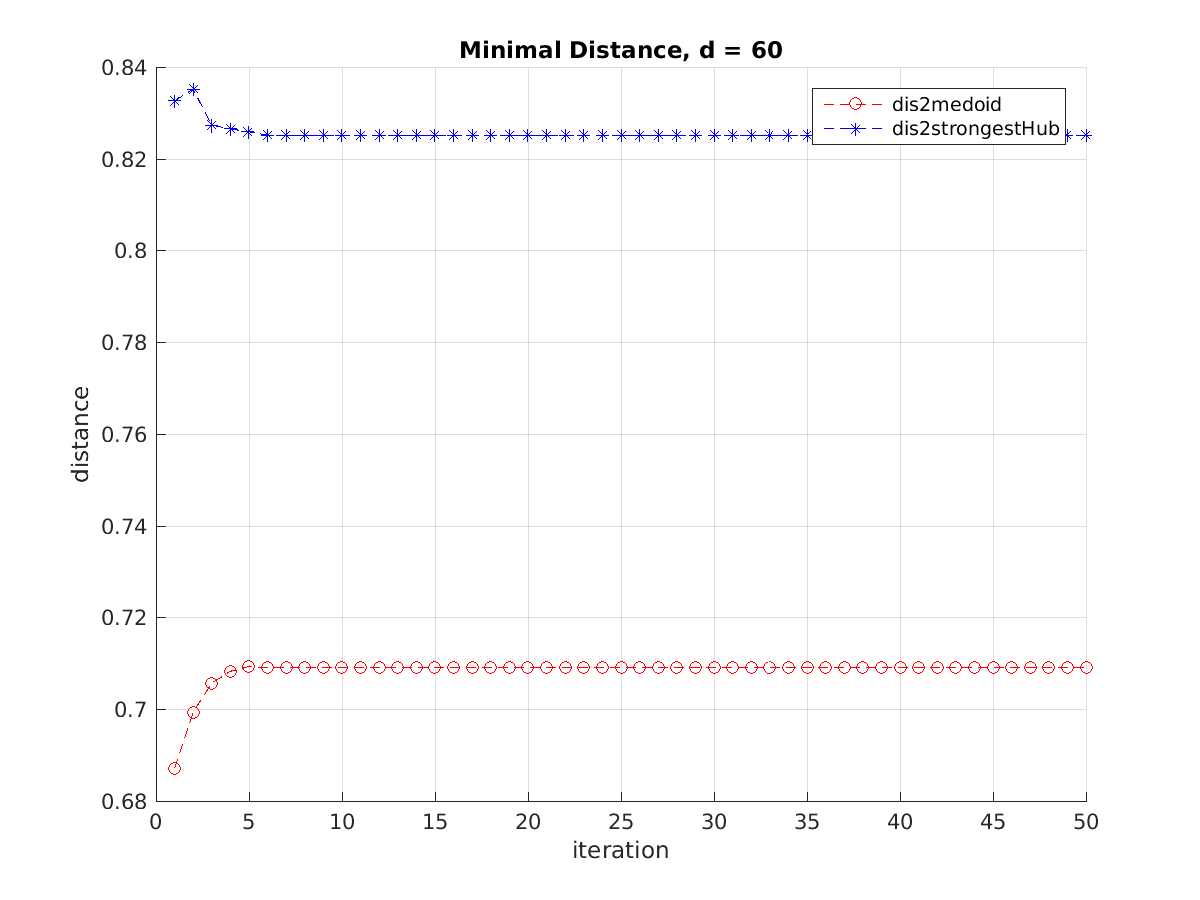 Minimal Distance, d = 60
0.84
0.82
0.8
0.78
0.76
0.74
0.72
0.7
0.68
distance
dis2medoid
dis2strongestHub
0 5 10 15 20 25 30 35 40 45 50
iteration